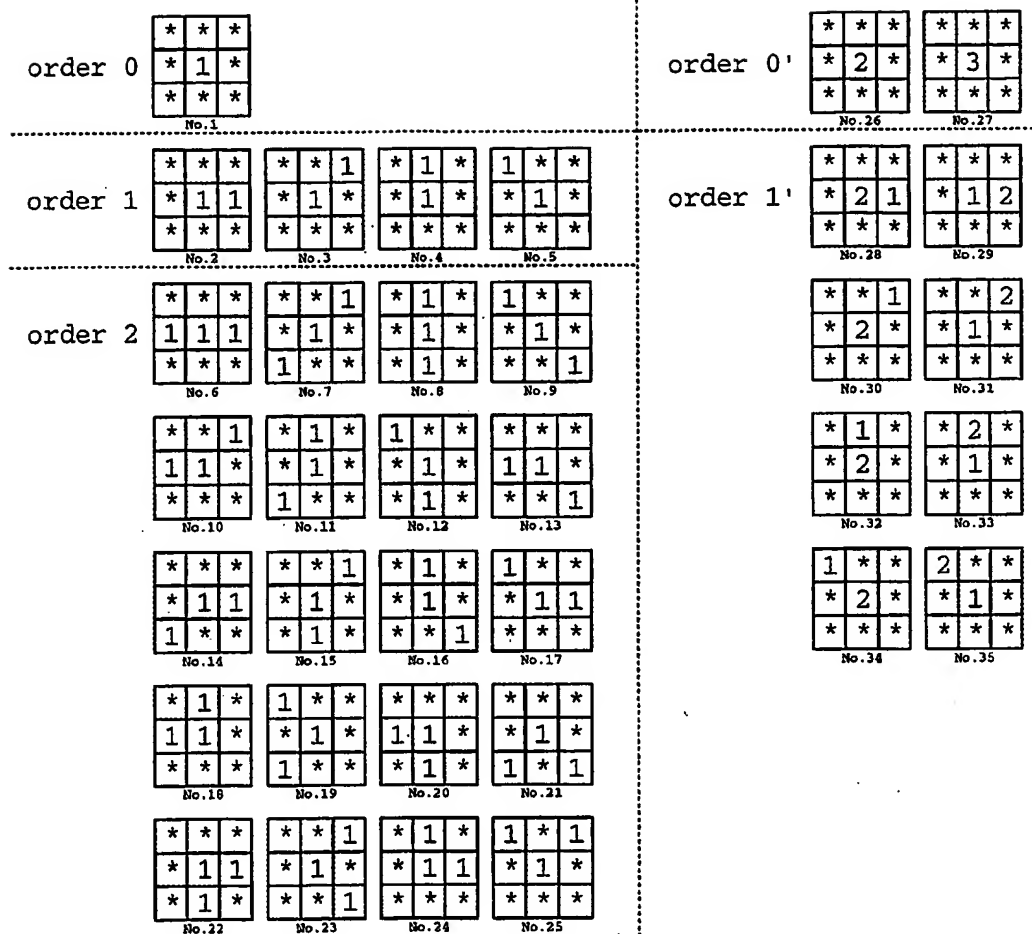 order 0
* * *
* 1 *
* * *
No.1
order 1
* * * * * 1 * 1 * 1 * *
* 1 1 * 1 * * 1 * * 1 *
* * * * * * * * * * * *
No.2 No.3 No.4 No.5
order 2
* * * * * 1 * 1 * 1 * *
1 1 1 * 1 * * 1 * * 1 *
* * * 1 * * * 1 * * * 1
No.6 No.7 No.8 No.9
* * 1 * 1 * 1 * * * * *
1 1 * * 1 * * 1 * 1 1 *
* * * 1 * * * 1 * * * 1
No.10 No.11 No.12 No.13
* * * * * 1 * 1 * 1 * *
* 1 1 * 1 * * 1 * * 1 1
1 * * * 1 * * * 1 * * *
No.14 No.15 No.16 No.17
* 1 * 1 * * * * * * * *
1 1 * * 1 * 1 1 * * 1 *
* * * 1 * * * 1 * 1 * 1
No.18 No.19 No.20 No.21
* * * * * 1 * 1 * 1 * 1
* 1 1 * 1 * * 1 1 * 1 *
* 1 * * * 1 * * * * * *
No.22 No.23 No.24 No.25
order 0'
* * * * * *
* 2 * * 3 *
* * * * * *
No.26 No.27
order 1'
* * * * * *
* 2 1 * 1 2
* * * * * *
No.28 No.29
* * 1 * * 2
* 2 * * 1 *
* * * * * *
No.30 No.31
* 1 * * 2 *
* 2 * * 1 *
* * * * * *
No.32 No.33
1 * * 2 * *
* 2 * * 1 *
* * * * * *
No.34 No.35